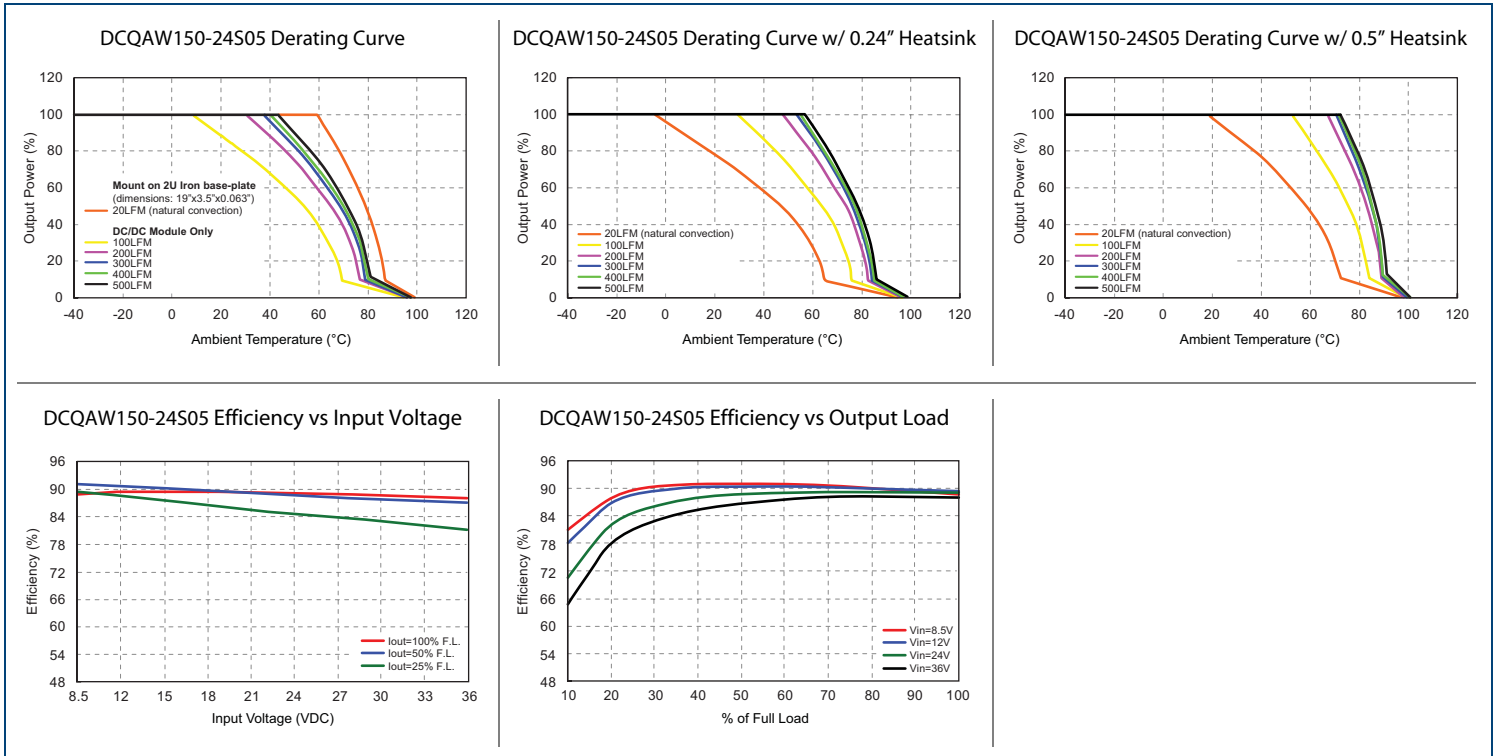 DCQAW150-24S05 Derating Curve
120
100
80
60
40
20
0
Output Power (%)
Mount on 2U Iron base-plate
(dimensions: 19"x3.5"x0.063")
20LFM (natural convection)
DC/DC Module Only
100LFM
200LFM
300LFM
400LFM
500LFM
-40 -20 0 20 40 60 80 100 120
Ambient Temperature (°C)
DCQAW150-24S05 Derating Curve w/ 0.24” Heatsink
120
100
80
60
40
20
0
Output Power (%)
20LFM (natural convection)
100LFM
200LFM
300LFM
400LFM
500LFM
-40 -20 0 20 40 60 80 100 120
Ambient Temperature (°C)
DCQAW150-24S05 Derating Curve w/ 0.5” Heatsink
120
100
80
60
40
20
0
Output Power (%)
20LFM (natural convection)
100LFM
200LFM
300LFM
400LFM
500LFM
-40 -20 0 20 40 60 80 100 120
Ambient Temperature (°C)
DCQAW150-24S05 Efficiency vs Input Voltage
96
90
84
78
72
66
60
54
48
Efficiency (%)
Iout=100% F.L.
Iout=50% F.L.
Iout=25% F.L.
8.5 12 15 18 21 24 27 30 33 36
Input Voltage (VDC)
DCQAW150-24S05 Efficiency vs Output Load
96
90
84
78
72
66
60
54
48
Efficiency (%)
Vin=8.5V
Vin=12V
Vin=24V
Vin=36V
10 20 30 40 50 60 70 80 90 100
% of Full Load